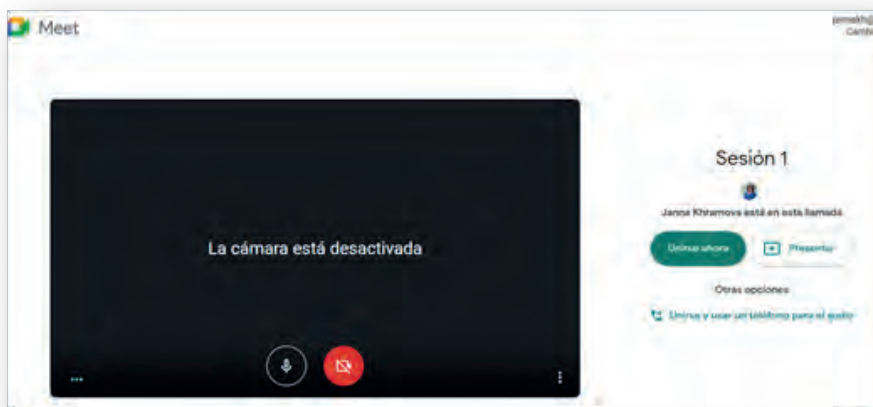 Meet
La cámara está desactivada
Sesión 1
Janna Khramova está en esta llamada
Unirse ahora
Presentar
Otras opciones
Unirse y usar un teléfono para el audio